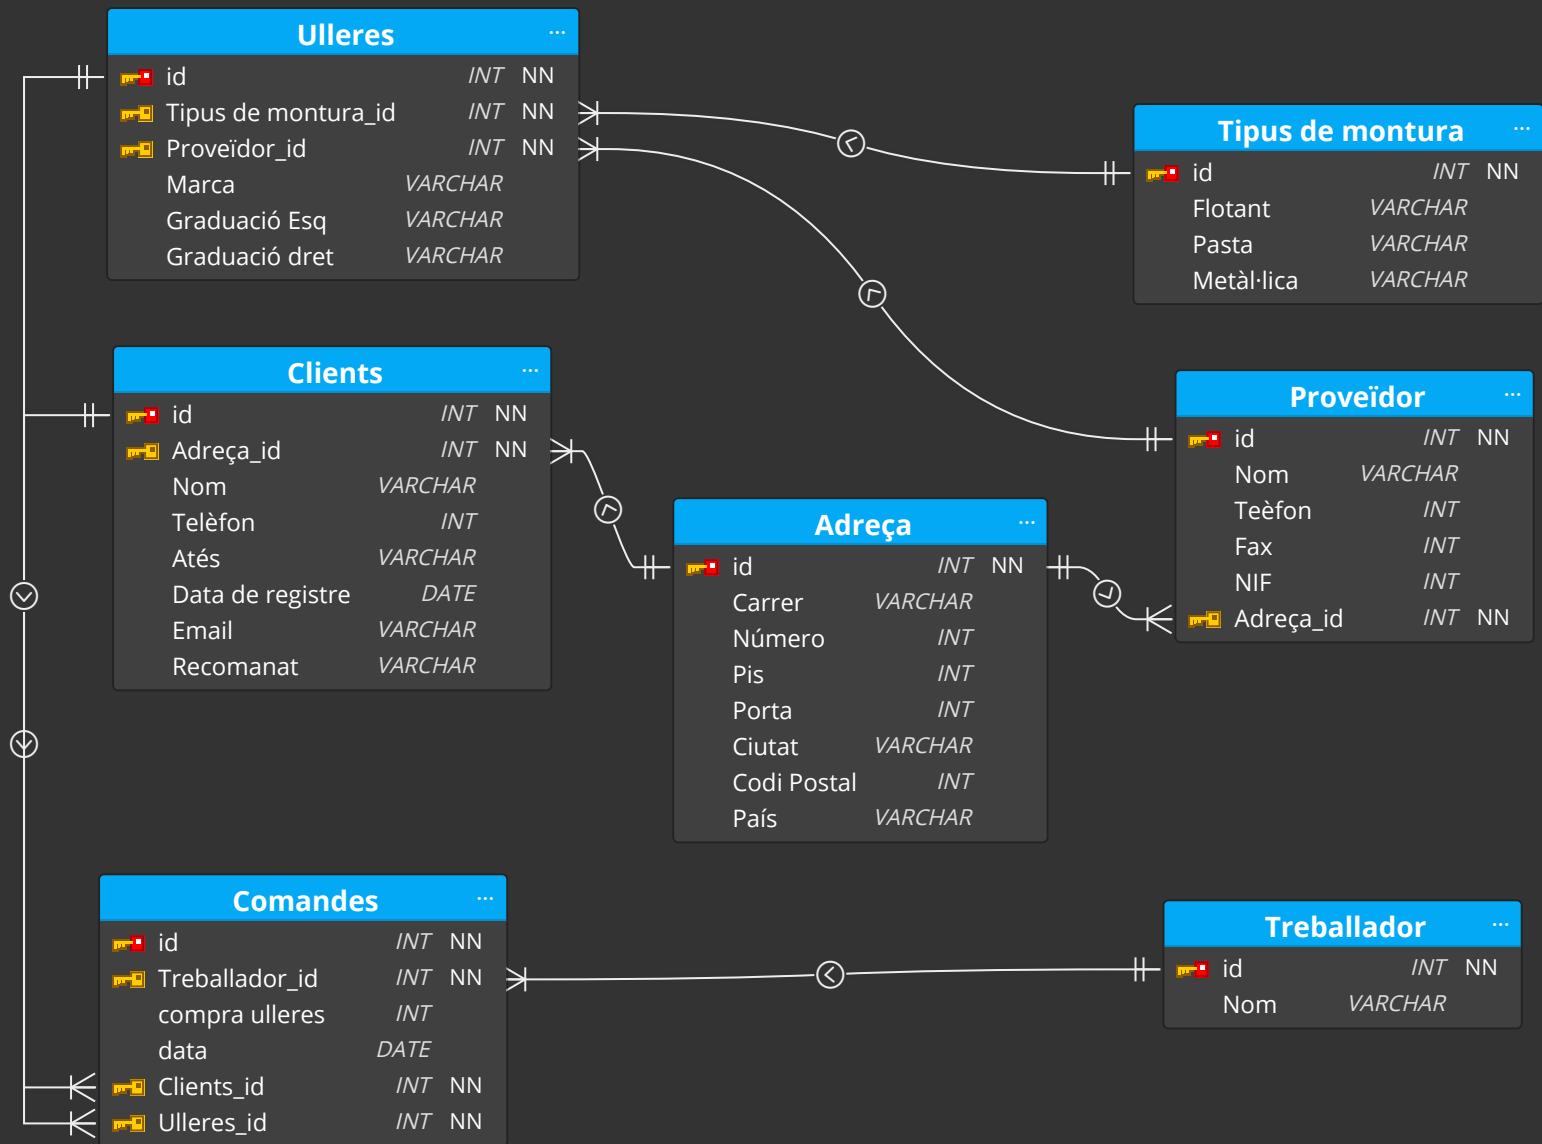 Ulleres ...
id INT NN
Tipus de montura_id INT NN
Proveïdor_id INT NN
Marca VARCHAR
Graduació Esq VARCHAR
Graduació dret VARCHAR
Tipus de montura ...
id INT NN
Flotant VARCHAR
Pasta VARCHAR
Metàl·lica VARCHAR
Clients ...
id INT NN
Adreça_id INT NN
Nom VARCHAR
Telèfon INT
Atés VARCHAR
Data de registre DATE
Email VARCHAR
Recomanat VARCHAR
Proveïdor ...
id INT NN
Nom VARCHAR
Teèfon INT
Fax INT
NIF INT
Adreça_id INT NN
Adreça ...
id INT NN
Carrer VARCHAR
Número INT
Pis INT
Porta INT
Ciutat VARCHAR
Codi Postal INT
País VARCHAR
Comandes ...
id INT NN
Treballador_id INT NN
compra ulleres INT
data DATE
Clients_id INT NN
Ulleres_id INT NN
Treballador ...
id INT NN
Nom VARCHAR